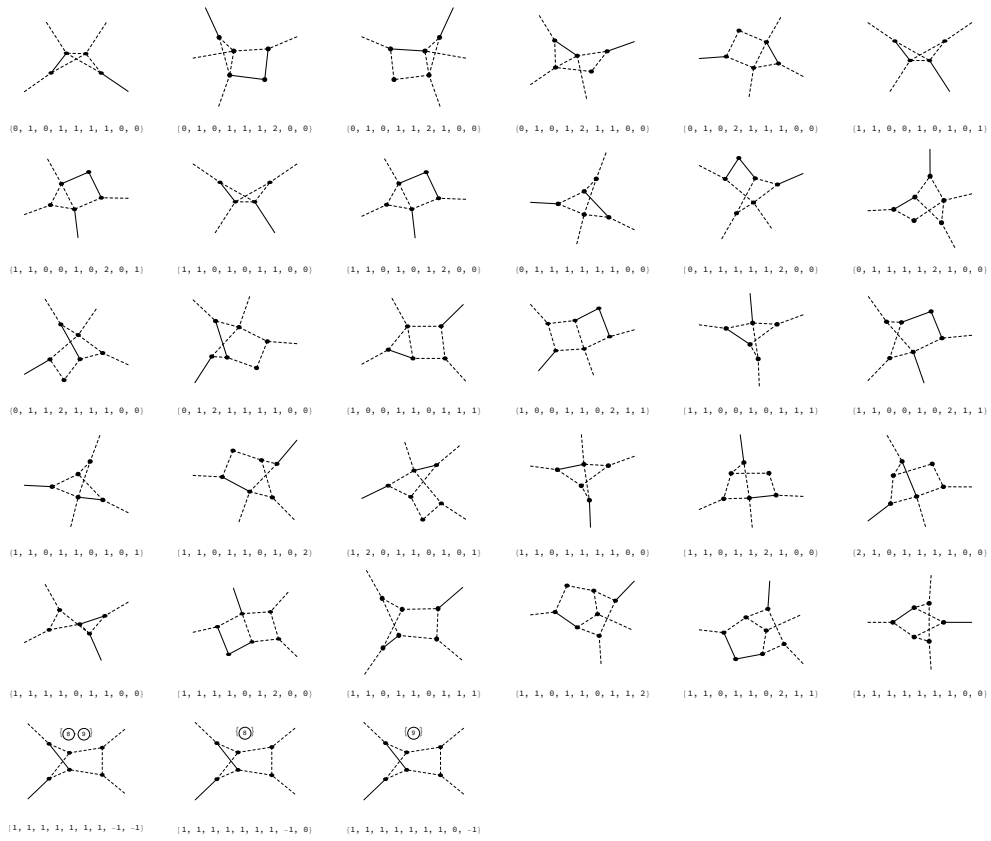 {0, 1, 0, 1, 1, 1, 1, 0, 0}
{0, 1, 0, 1, 1, 1, 2, 0, 0}
{0, 1, 0, 1, 1, 2, 1, 0, 0}
{0, 1, 0, 2, 1, 1, 1, 0, 0}
{0, 1, 0, 2, 1, 1, 1, 0, 0}
{1, 1, 0, 0, 1, 0, 1, 0, 1}
{1, 1, 0, 0, 1, 0, 2, 0, 1}
{1, 1, 0, 1, 0, 1, 1, 0, 0}
{1, 1, 0, 1, 0, 1, 2, 0, 0}
{0, 1, 1, 1, 1, 1, 1, 0, 0}
{0, 1, 1, 1, 1, 1, 2, 0, 0}
{0, 1, 1, 1, 1, 2, 1, 0, 0}
{0, 1, 1, 2, 1, 1, 1, 0, 0}
{0, 1, 2, 1, 1, 1, 1, 0, 0}
{1, 0, 0, 1, 1, 0, 1, 1, 1}
{1, 0, 0, 1, 1, 0, 2, 1, 1}
{1, 1, 0, 0, 1, 0, 1, 1, 1}
{1, 1, 0, 0, 1, 0, 2, 1, 1}
{1, 1, 0, 1, 1, 0, 1, 0, 1}
{1, 1, 0, 1, 1, 0, 1, 0, 2}
{1, 2, 0, 1, 1, 0, 1, 0, 1}
{1, 1, 0, 1, 1, 1, 1, 0, 0}
{1, 1, 0, 1, 1, 2, 1, 0, 0}
{2, 1, 0, 1, 1, 1, 1, 0, 0}
{1, 1, 1, 1, 0, 1, 1, 0, 0}
{1, 1, 1, 1, 0, 1, 2, 0, 0}
{1, 1, 0, 1, 1, 0, 1, 1, 1}
{1, 1, 0, 1, 1, 0, 1, 1, 2}
{1, 1, 0, 1, 1, 0, 2, 1, 1}
{1, 1, 1, 1, 1, 1, 1, 0, 0}
{8 9}
{8}
{9}
{1, 1, 1, 1, 1, 1, 1, -1, -1}
{1, 1, 1, 1, 1, 1, 1, -1, 0}
{1, 1, 1, 1, 1, 1, 1, 0, -1}